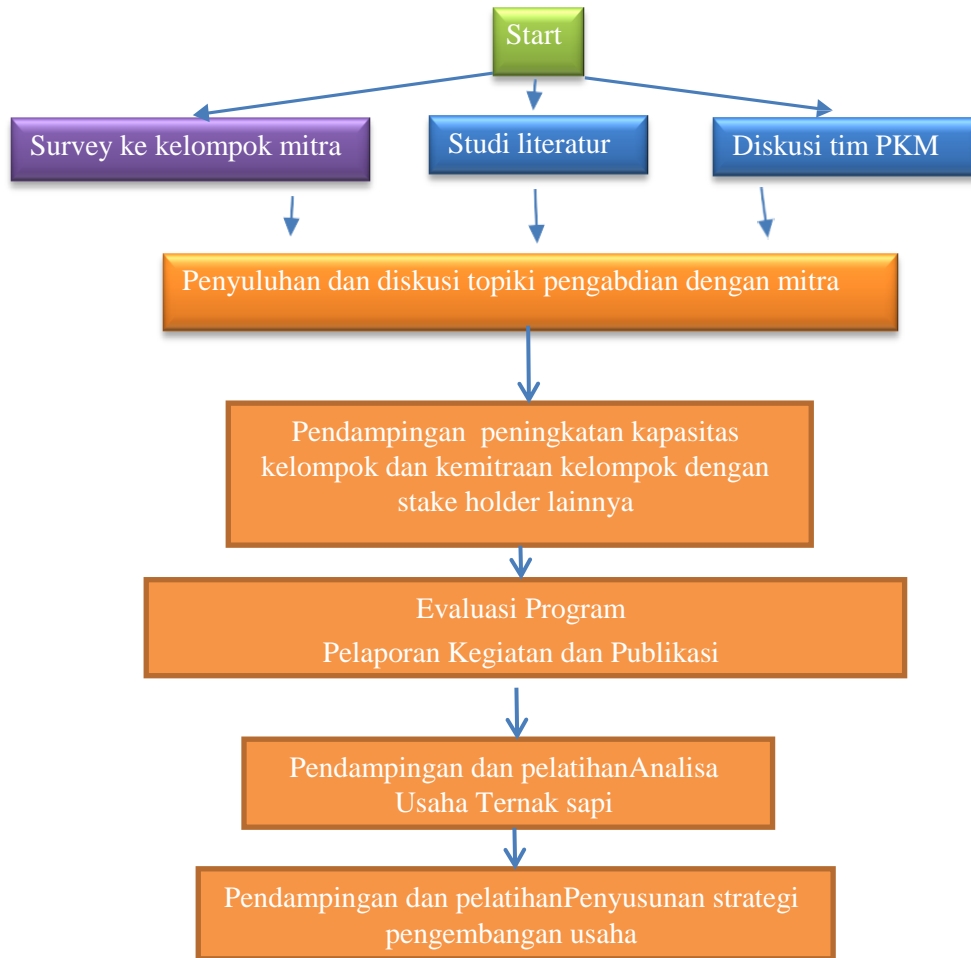 Start
Survey ke kelompok mitra
Studi literatur
Diskusi tim PKM
Penyuluhan dan diskusi topiki pengabdian dengan mitra
Pendampingan peningkatan kapasitas
kelompok dan kemitraan kelompok dengan
stake holder lainnya
Evaluasi Program
Pelaporan Kegiatan dan Publikasi
Pendampingan dan pelatihanAnalisa
Usaha Ternak sapi
Pendampingan dan pelatihanPenyusunan strategi
pengembangan usaha